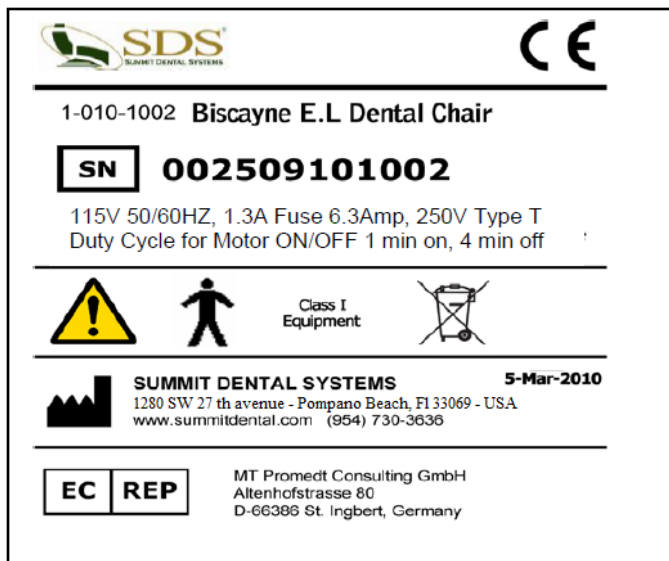 SDS
SUMMIT DENTAL SYSTEMS
CE
1-010-1002 Biscayne E.L Dental Chair
SN 002509101002
115V 50/60HZ, 1.3A Fuse 6.3Amp, 250V Type T
Duty Cycle for Motor ON/OFF 1 min on, 4 min off
Class I
Equipment
SUMMIT DENTAL SYSTEMS 5-Mar-2010
1280 SW 27 th avenue - Pompano Beach, Fl 33069 - USA
www.summitdental.com (954) 730-3636
EC REP
MT Promedt Consulting GmbH
Altenhofstrasse 80
D-66386 St. Ingbert, Germany